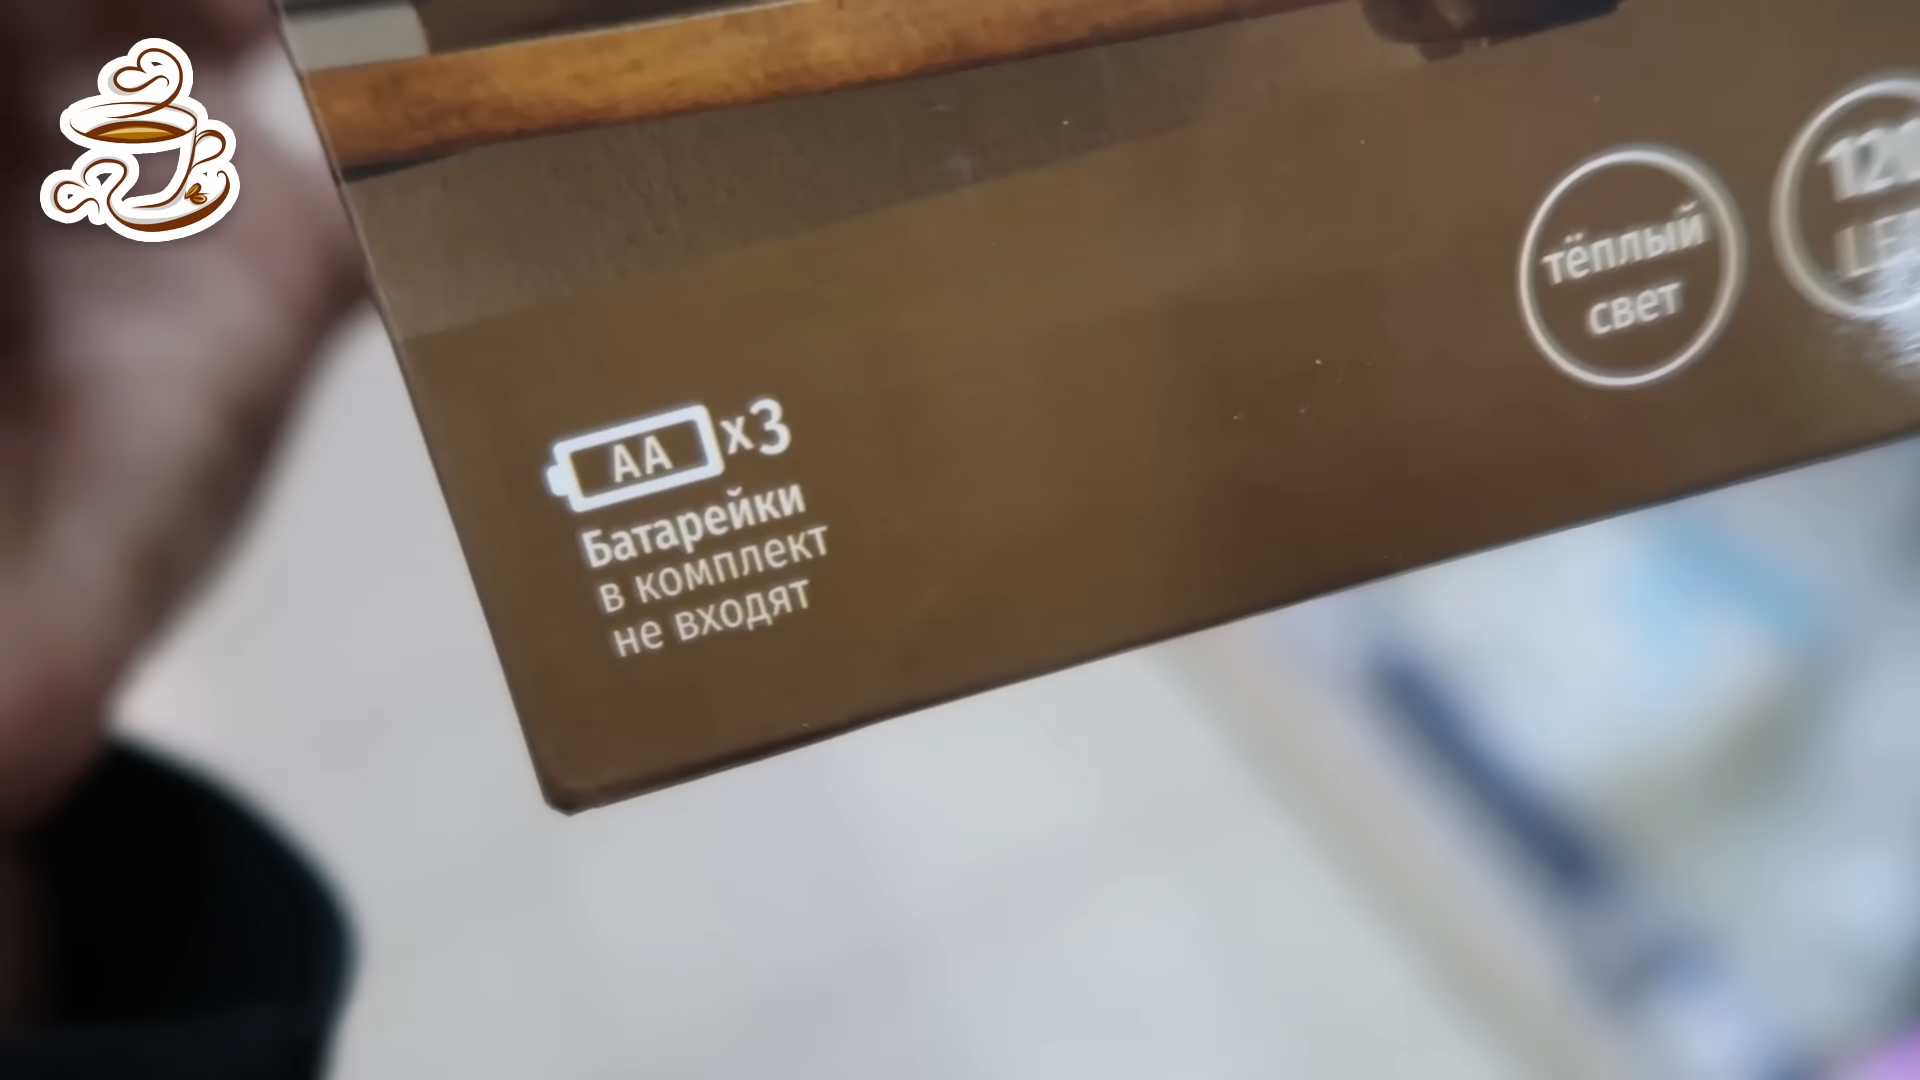 тёплый
свет
AA x3
Батарейки
в комплект
не входят